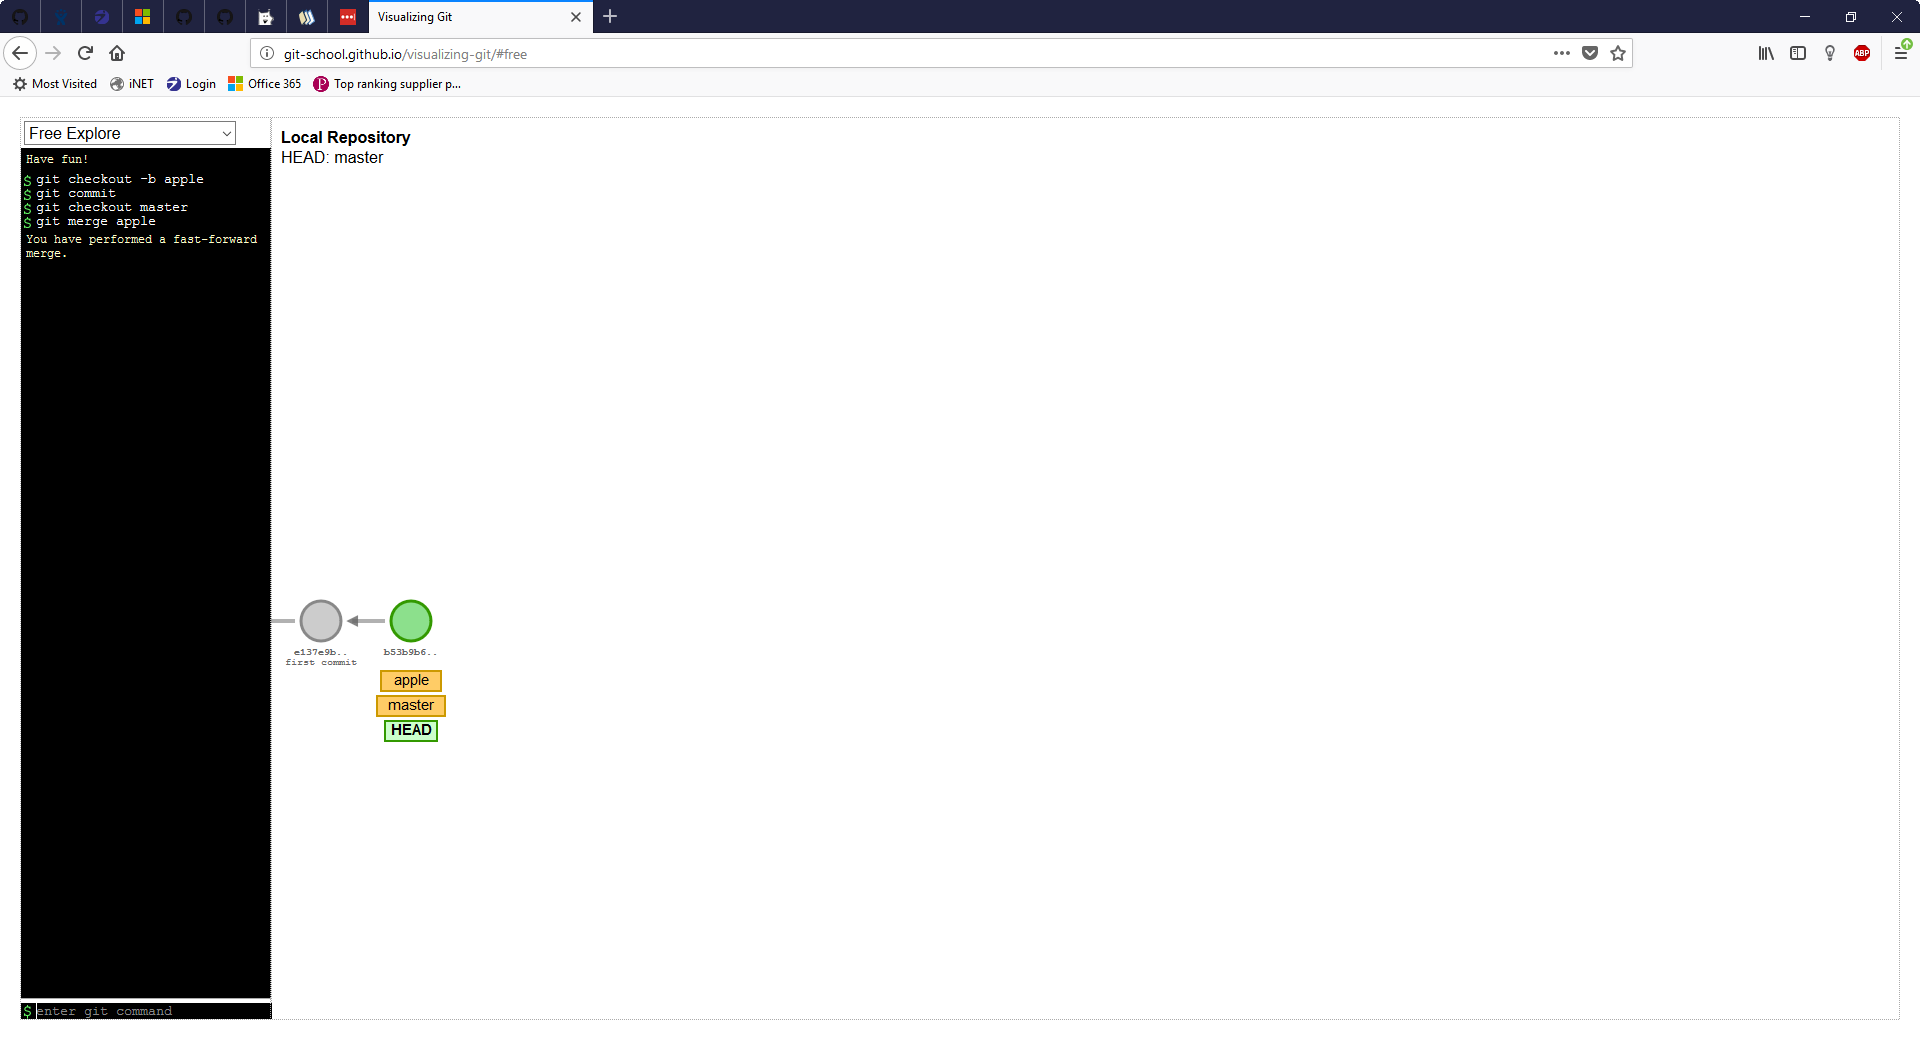 Visualizing Git
git-school.github.io/visualizing-git/#free
ABP
Most Visited
iNET
Login
Office 365
Top ranking supplier p...
Free Explore
Have fun!
$ git checkout -b apple
$ git commit
$ git checkout master
$ git merge apple
You have performed a fast-forward
merge.
$ enter git command
Local Repository
HEAD: master
e137e9b..
first commit
b53b9b6..
apple
master
HEAD